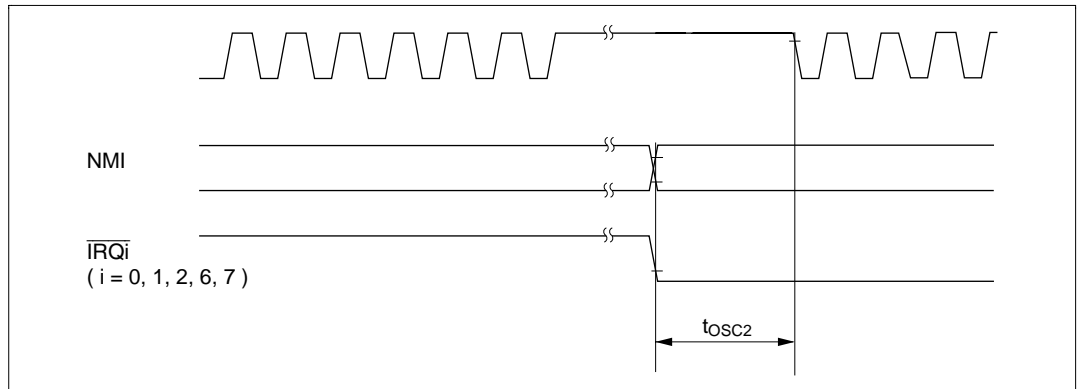 NMI
IRQi
( i = 0, 1, 2, 6, 7 )
tOSC2